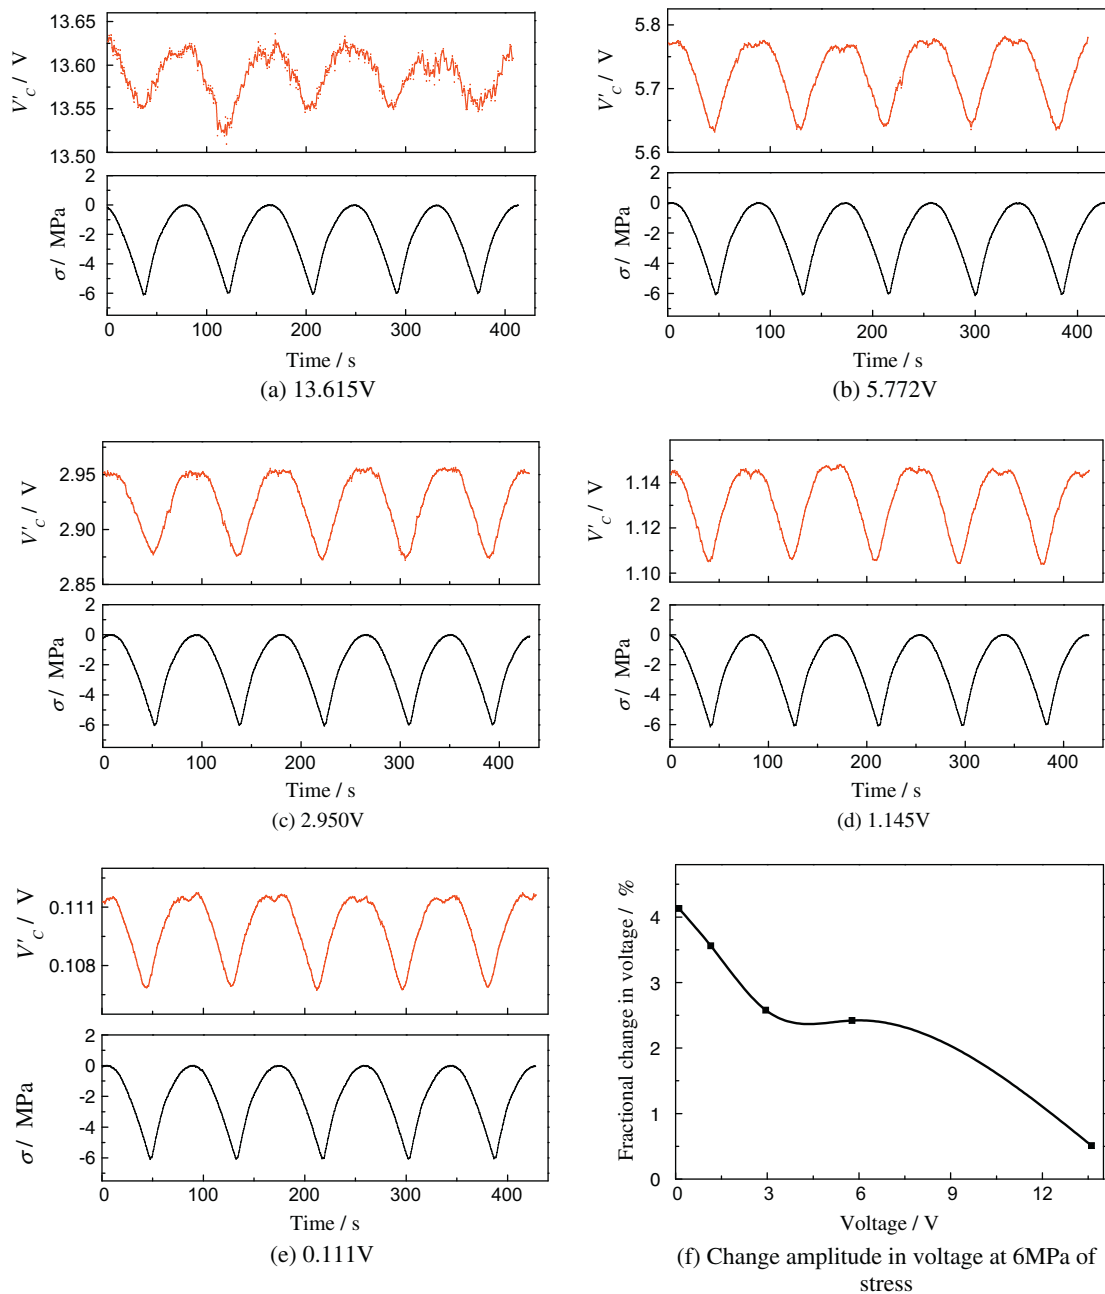 13.65
13.60
13.55
13.50
V'C / V
2
0
-2
-4
-6
σ / MPa
0 100 200 300 400
Time / s
(a) 13.615V
5.8
5.7
5.6
V'C / V
2
0
-2
-4
-6
σ / MPa
0 100 200 300 400
Time / s
(b) 5.772V
2.95
2.90
2.85
V'C / V
2
0
-2
-4
-6
σ / MPa
0 100 200 300 400
Time / s
(c) 2.950V
1.14
1.12
1.10
V'C / V
2
0
-2
-4
-6
σ / MPa
0 100 200 300 400
Time / s
(d) 1.145V
0.111
0.108
V'C / V
2
0
-2
-4
-6
σ / MPa
0 100 200 300 400
Time / s
(e) 0.111V
4
3
2
1
0
Fractional change in voltage / %
0 3 6 9 12
Voltage / V
(f) Change amplitude in voltage at 6MPa of
stress